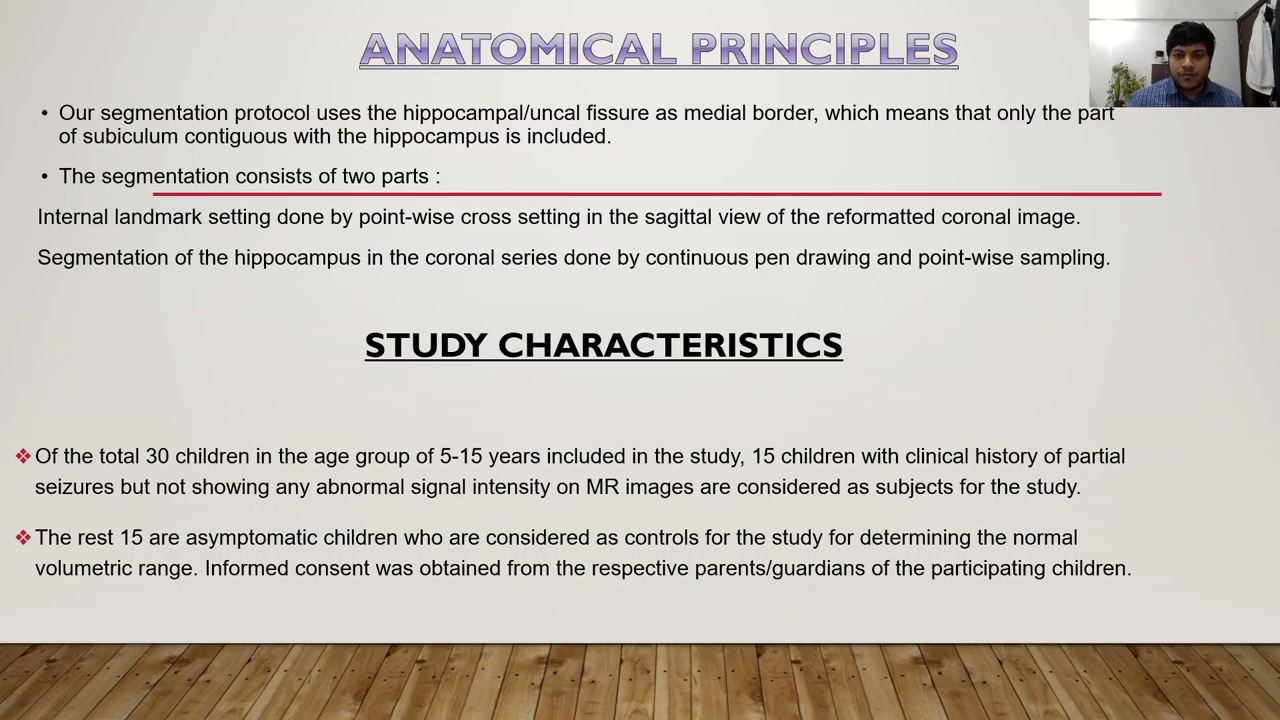 ANATOMICAL PRINCIPLES
• Our segmentation protocol uses the hippocampal/uncal fissure as medial border, which means that only the part
of subiculum contiguous with the hippocampus is included.
• The segmentation consists of two parts :
Internal landmark setting done by point-wise cross setting in the sagittal view of the reformatted coronal image.
Segmentation of the hippocampus in the coronal series done by continuous pen drawing and point-wise sampling.
STUDY CHARACTERISTICS
❖ Of the total 30 children in the age group of 5-15 years included in the study, 15 children with clinical history of partial
seizures but not showing any abnormal signal intensity on MR images are considered as subjects for the study.
❖ The rest 15 are asymptomatic children who are considered as controls for the study for determining the normal
volumetric range. Informed consent was obtained from the respective parents/guardians of the participating children.